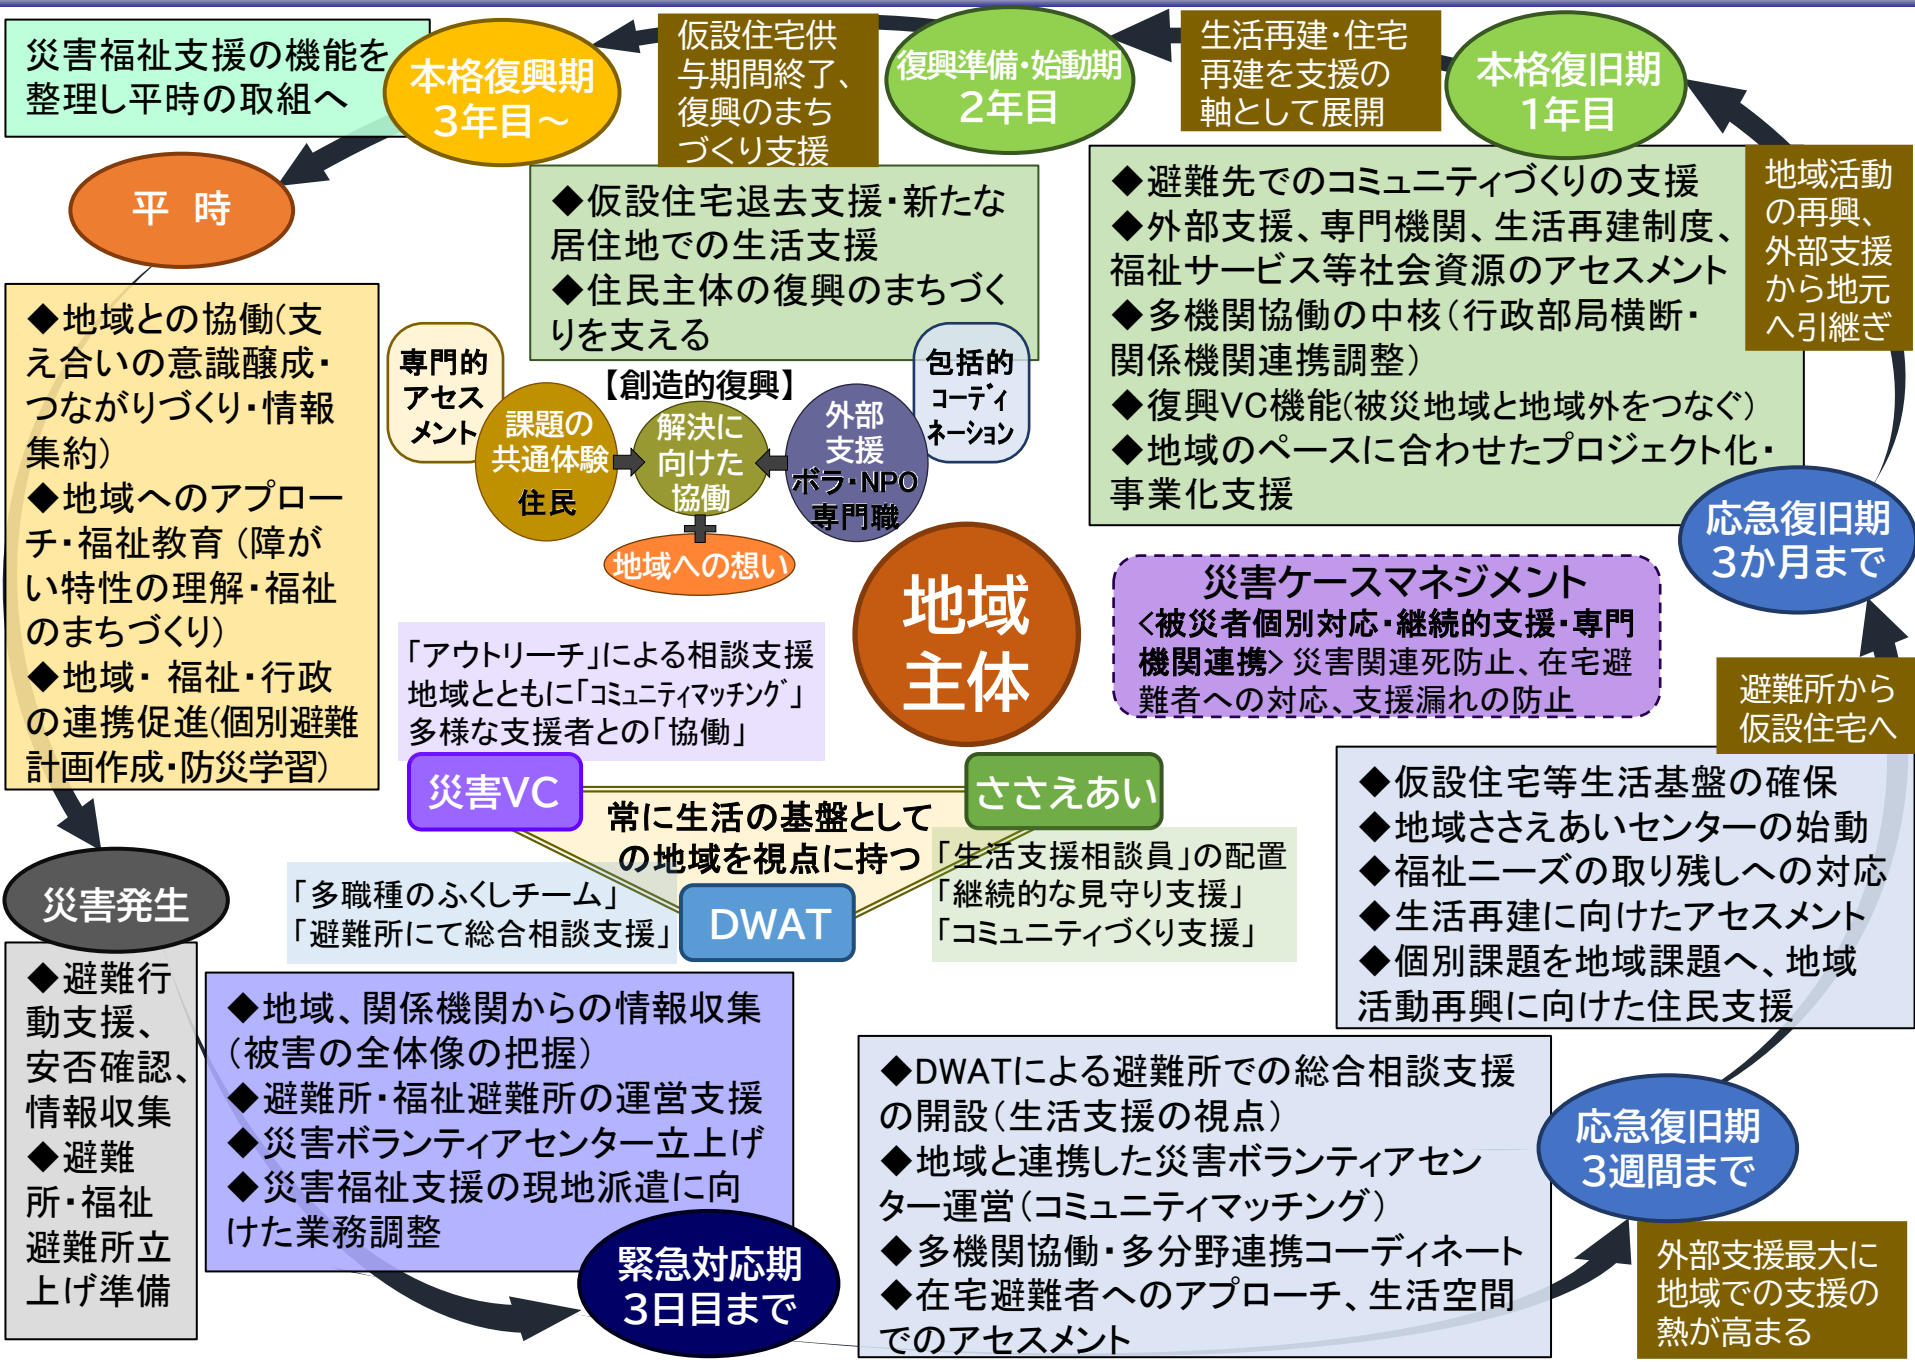 災害福祉支援の機能を
整理し平時の取組へ
本格復興期
3年目～
仮設住宅供
与期間終了、
復興のまち
づくり支援
復興準備・始動期
2年目
生活再建・住宅
再建を支援の
軸として展開
本格復旧期
1年目
平 時
◆仮設住宅退去支援・新たな
居住地での生活支援
◆住民主体の復興のまちづく
りを支える
◆避難先でのコミュニティづくりの支援
◆外部支援、専門機関、生活再建制度、
福祉サービス等社会資源のアセスメント
◆多機関協働の中核（行政部局横断・
関係機関連携調整）
◆復興VC機能(被災地域と地域外をつなぐ)
◆地域のペースに合わせたプロジェクト化・
事業化支援
地域活動
の再興、
外部支援
から地元
へ引継ぎ
◆地域との協働(支
え合いの意識醸成・
つながりづくり・情報
集約)
◆地域へのアプロー
チ・福祉教育 (障が
い特性の理解・福祉
のまちづくり)
◆地域・ 福祉・行政
の連携促進(個別避難
計画作成・防災学習)
専門的
アセス
メント
【創造的復興】
包括的
コーディ
ネーション
課題の
共通体験
住民
解決に
向けた
協働
外部
支援
ボラ・NPO
専門職
地域への想い
地域
主体
応急復旧期
3か月まで
災害ケースマネジメント
<被災者個別対応・継続的支援・専門
機関連携> 災害関連死防止、在宅避
難者への対応、支援漏れの防止
「アウトリーチ」による相談支援
地域とともに「コミュニティマッチング」
多様な支援者との「協働」
避難所から
仮設住宅へ
災害VC
ささえあい
常に生活の基盤として
の地域を視点に持つ
DWAT
「多職種のふくしチーム」
「避難所にて総合相談支援」
「生活支援相談員」の配置
「継続的な見守り支援」
「コミュニティづくり支援」
◆仮設住宅等生活基盤の確保
◆地域ささえあいセンターの始動
◆福祉ニーズの取り残しへの対応
◆生活再建に向けたアセスメント
◆個別課題を地域課題へ、地域
活動再興に向けた住民支援
災害発生
◆避難行
動支援、
安否確認、
情報収集
◆避難
所・福祉
避難所立
上げ準備
◆地域、関係機関からの情報収集
（被害の全体像の把握）
◆避難所・福祉避難所の運営支援
◆災害ボランティアセンター立上げ
◆災害福祉支援の現地派遣に向
けた業務調整
緊急対応期
3日目まで
◆DWATによる避難所での総合相談支援
の開設（生活支援の視点）
◆地域と連携した災害ボランティアセン
ター運営（コミュニティマッチング）
◆多機関協働・多分野連携コーディネート
◆在宅避難者へのアプローチ、生活空間
でのアセスメント
応急復旧期
3週間まで
外部支援最大に
地域での支援の
熱が高まる